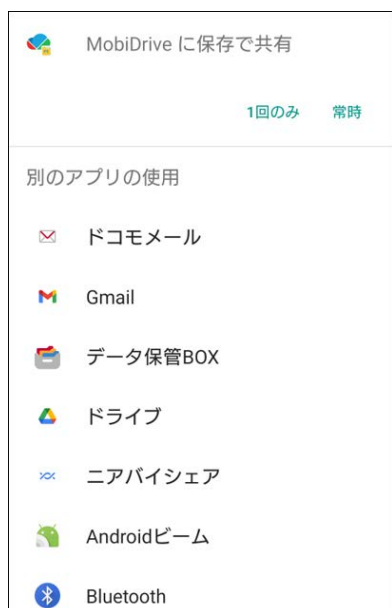 MobiDrive に保存で共有
1回のみ 常時
別のアプリの使用
ドコモメール
Gmail
データ保管BOX
ドライブ
ニアバイシェア
Androidビーム
Bluetooth